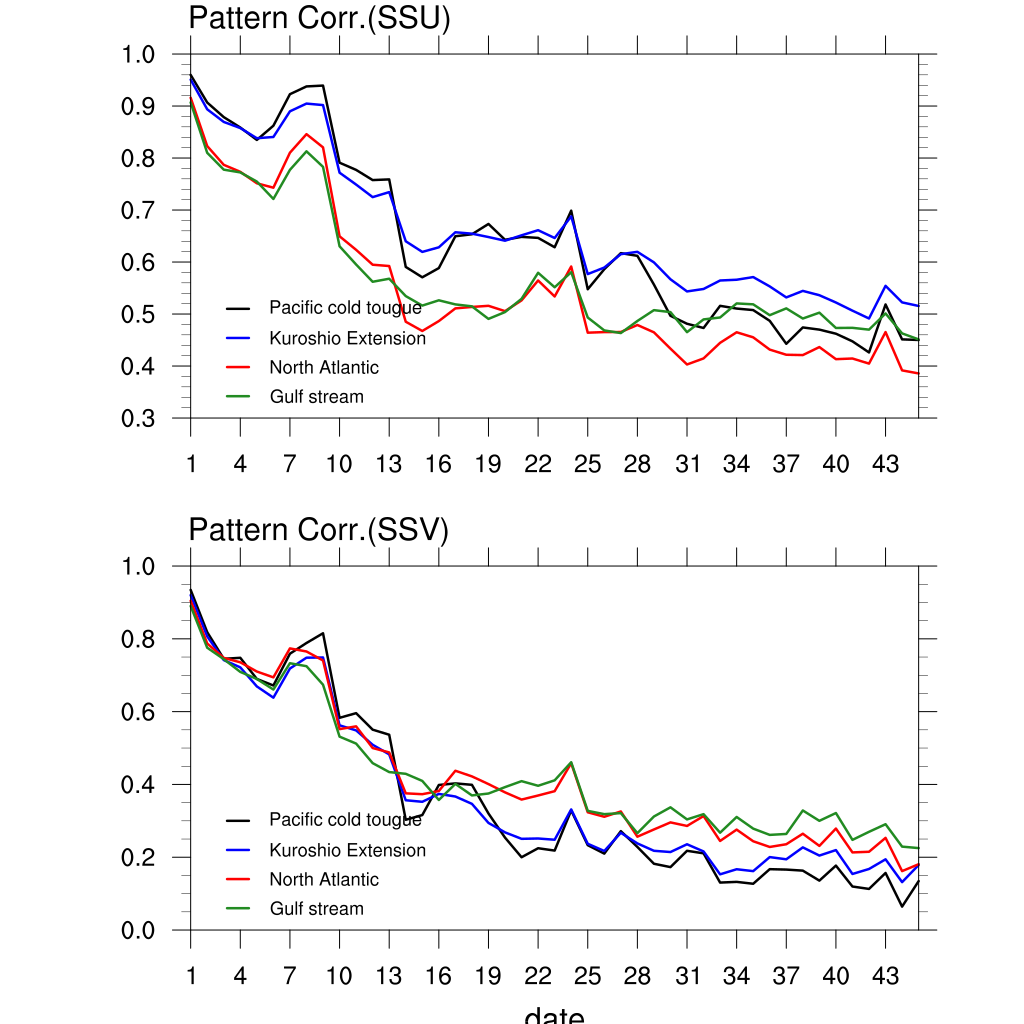 Pattern Corr.(SSU)
1.0
0.9
0.8
0.7
0.6
0.5
0.4
0.3
Pacific cold tougue
Kuroshio Extension
North Atlantic
Gulf stream
1 4 7 10 13 16 19 22 25 28 31 34 37 40 43
Pattern Corr.(SSV)
1.0
0.8
0.6
0.4
0.2
0.0
Pacific cold tougue
Kuroshio Extension
North Atlantic
Gulf stream
1 4 7 10 13 16 19 22 25 28 31 34 37 40 43
date